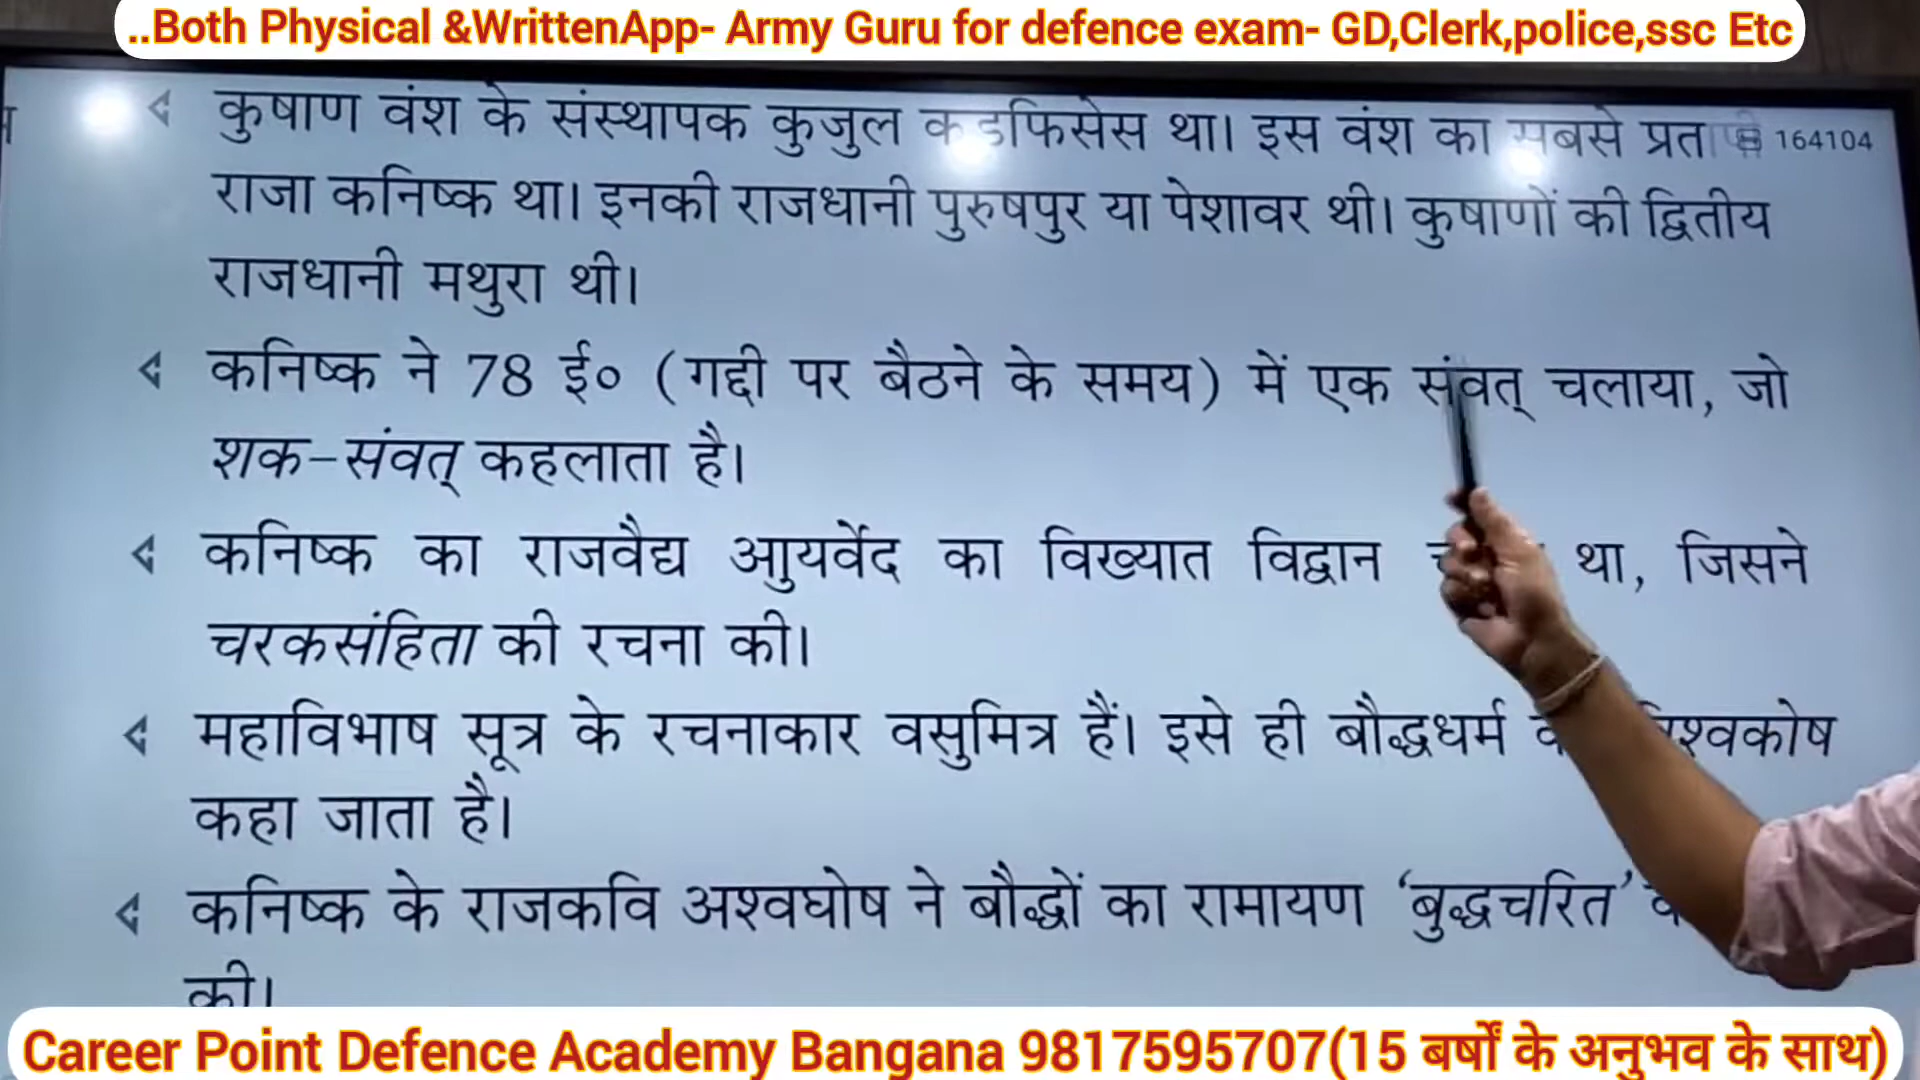 ..Both Physical &WrittenApp- Army Guru for defence exam- GD,Clerk,police,ssc Etc
कुषाण वंश के संस्थापक कुजुल कडफिसेस था। इस वंश का सबसे प्रतापी 164104
राजा कनिष्क था। इनकी राजधानी पुरुषपुर या पेशावर थी। कुषाणों की द्वितीय
राजधानी मथुरा थी।
कनिष्क ने 78 ई० (गद्दी पर बैठने के समय) में एक संवत् चलाया, जो
शक-संवत् कहलाता है।
कनिष्क का राजवैद्य आुयर्वेद का विख्यात विद्वान था, जिसने
चरकसंहिता की रचना की।
महाविभाष सूत्र के रचनाकार वसुमित्र हैं। इसे ही बौद्धधर्म विश्वकोष
कहा जाता है।
कनिष्क के राजकवि अश्वघोष ने बौद्धों का रामायण ‘बुद्धचरित’
की।
Career Point Defence Academy Bangana 9817595707(15 बर्षों के अनुभव के साथ)